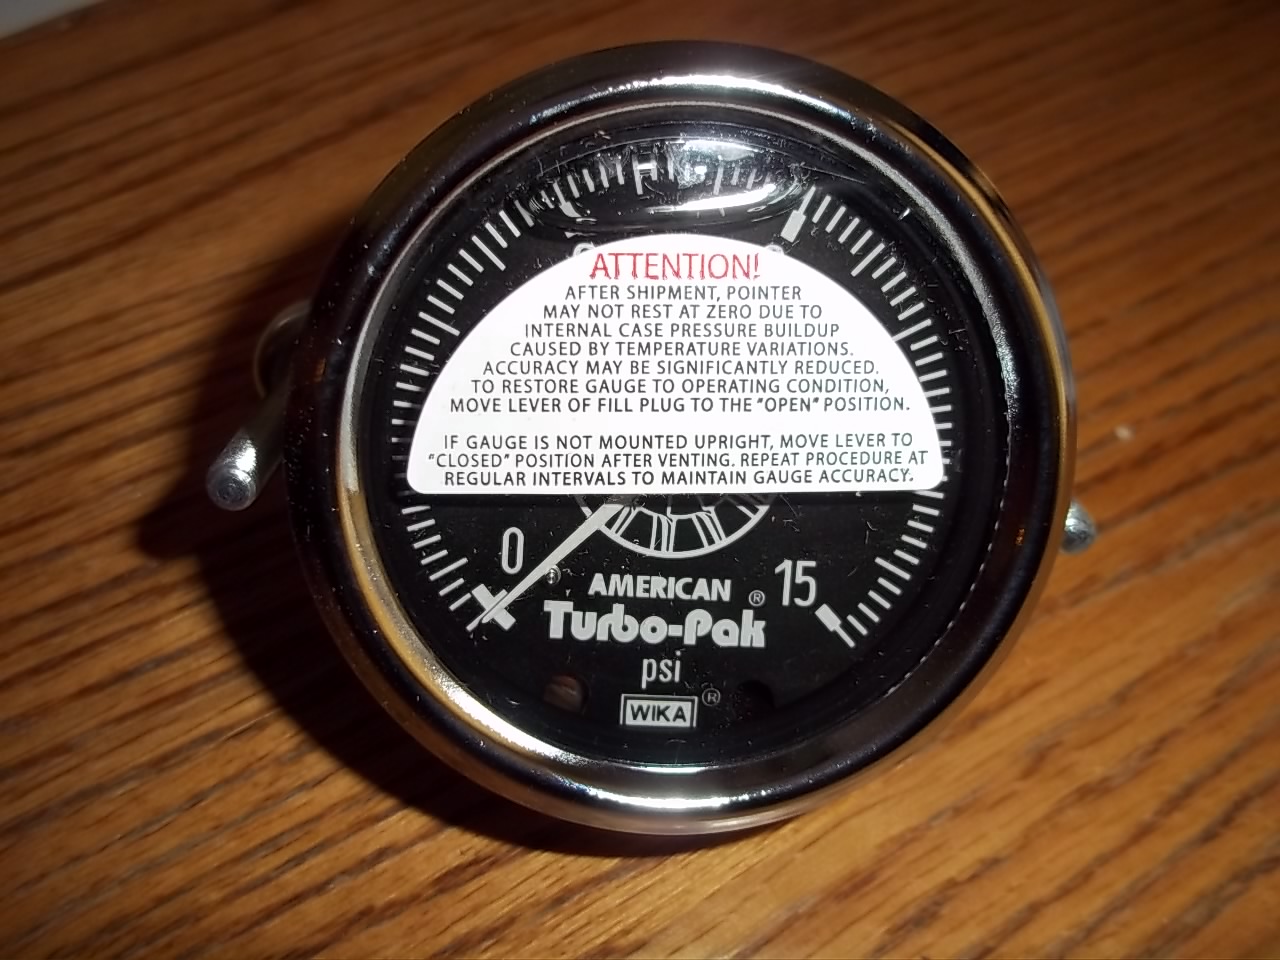 ATTENTION!
AFTER SHIPMENT, POINTER
MAY NOT REST AT ZERO DUE TO
INTERNAL CASE PRESSURE BUILDUP
CAUSED BY TEMPERATURE VARIATIONS.
ACCURACY MAY BE SIGNIFICANTLY REDUCED.
TO RESTORE GAUGE TO OPERATING CONDITION,
MOVE LEVER OF FILL PLUG TO THE "OPEN" POSITION.
IF GAUGE IS NOT MOUNTED UPRIGHT, MOVE LEVER TO
"CLOSED" POSITION AFTER VENTING. REPEAT PROCEDURE AT
REGULAR INTERVALS TO MAINTAIN GAUGE ACCURACY.
0 15
AMERICAN
Turbo-Pak ®
psi
WIKA ®